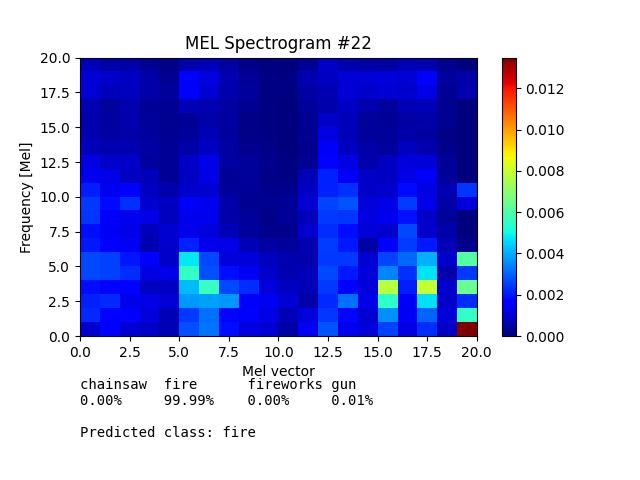 MEL Spectrogram #22
Frequency [Mel]
20.0
17.5
15.0
12.5
10.0
7.5
5.0
2.5
0.0
0.0 2.5 5.0 7.5 10.0 12.5 15.0 17.5 20.0
Mel vector
0.012
0.010
0.008
0.006
0.004
0.002
0.000
chainsaw fire fireworks gun
0.00% 99.99% 0.00% 0.01%
Predicted class: fire